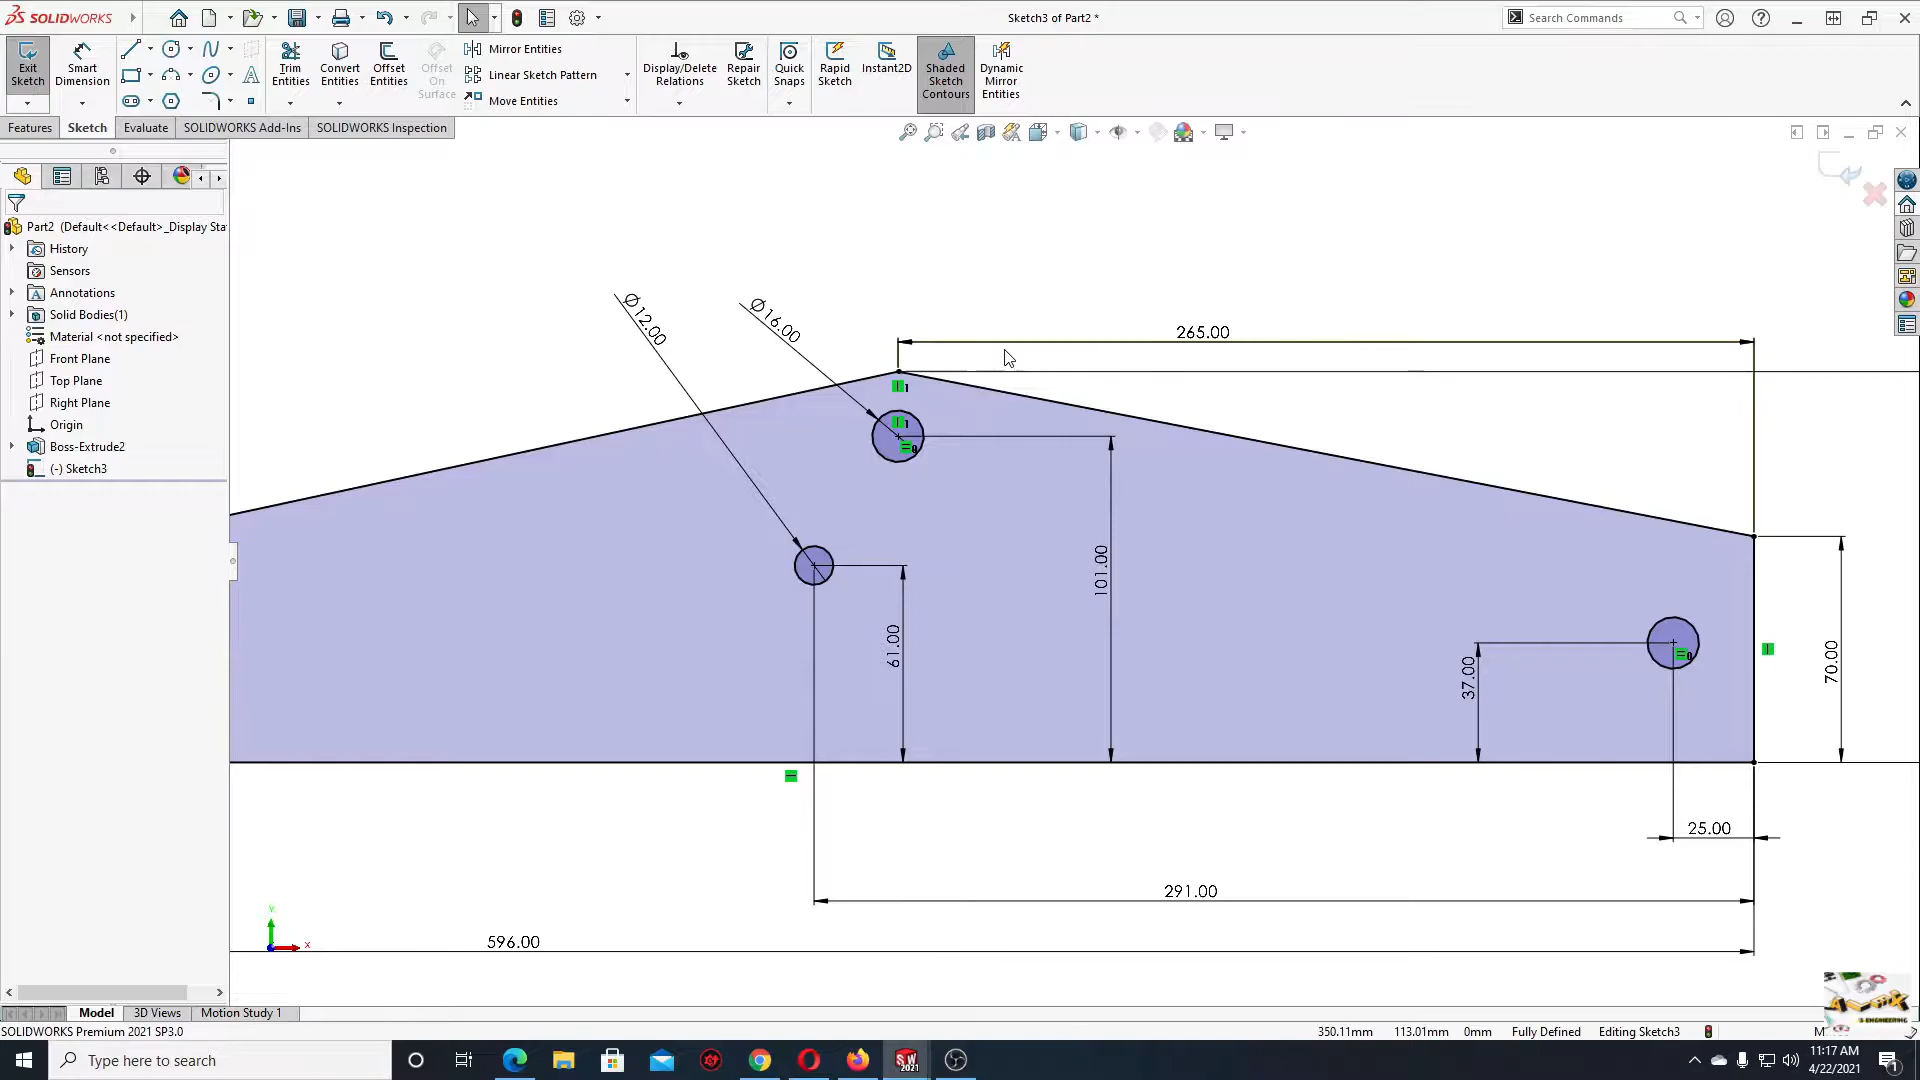 SOLIDWORKS
Sketch3 of Part2 *
Search Commands
Exit Sketch
Smart Dimension
Trim Entities
Convert Entities
Offset Entities
Offset On Surface
Mirror Entities
Linear Sketch Pattern
Move Entities
Display/Delete Relations
Repair Sketch
Quick Snaps
Rapid Sketch
Instant2D
Shaded Sketch Contours
Dynamic Mirror Entities
Features
Sketch
Evaluate
SOLIDWORKS Add-Ins
SOLIDWORKS Inspection
Part2 (Default<<Default>_Display Sta
History
Sensors
Annotations
Solid Bodies(1)
Material <not specified>
Front Plane
Top Plane
Right Plane
Origin
Boss-Extrude2
(-) Sketch3
Ø12.00
Ø16.00
265.00
101.00
61.00
37.00
70.00
25.00
291.00
596.00
Y
X
Model
3D Views
Motion Study 1
SOLIDWORKS Premium 2021 SP3.0
350.11mm
113.01mm
0mm
Fully Defined
Editing Sketch3
Type here to search
SW 2021
11:17 AM
4/22/2021